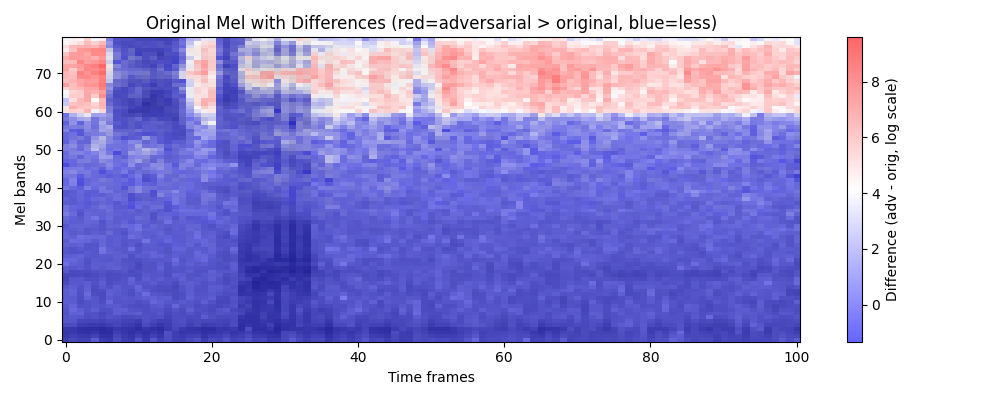 Original Mel with Differences (red=adversarial > original, blue=less)
70
60
50
40
30
20
10
0
Mel bands
0 20 40 60 80 100
Time frames
8
6
4
2
0
Difference (adv - orig, log scale)